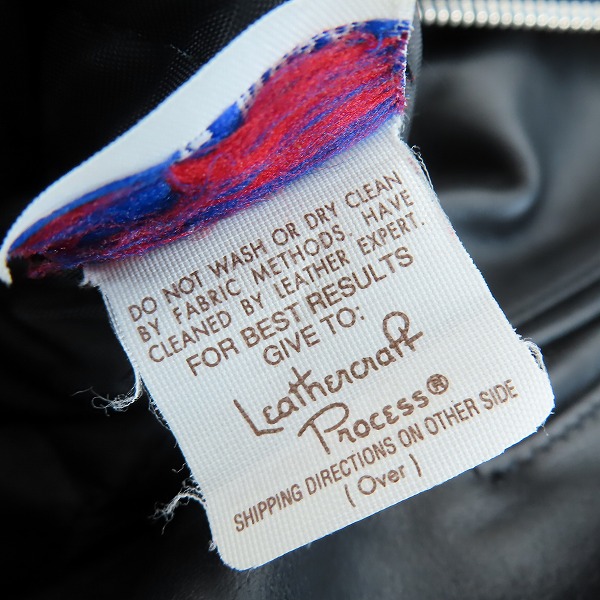 DO NOT WASH OR DRY CLEAN
BY FABRIC METHODS. HAVE
CLEANED BY LEATHER EXPERT.
FOR BEST RESULTS
GIVE TO:
Leathercraft
Process®
SHIPPING DIRECTIONS ON OTHER SIDE
(Over)